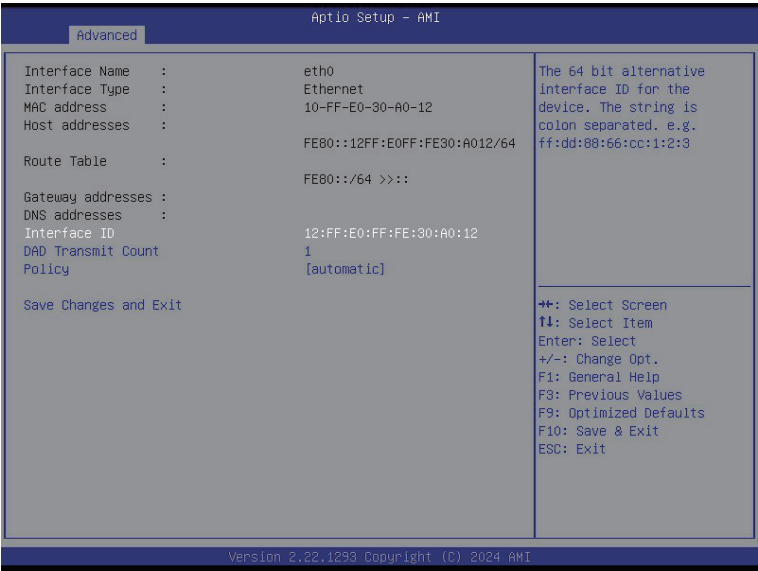 Aptio Setup – AMI
Advanced
Interface Name : eth0
Interface Type : Ethernet
MAC address : 10-FF-E0-30-A0-12
Host addresses :
FE80::12FF:E0FF:FE30:A012/64
Route Table :
FE80::/64 >>::
Gateway addresses :
DNS addresses :
Interface ID 12:FF:E0:FF:FE:30:A0:12
DAD Transmit Count 1
Policy [automatic]
Save Changes and Exit
The 64 bit alternative
interface ID for the
device. The string is
colon separated. e.g.
ff:dd:88:66:cc:1:2:3
→←: Select Screen
↑↓: Select Item
Enter: Select
+/-: Change Opt.
F1: General Help
F3: Previous Values
F9: Optimized Defaults
F10: Save & Exit
ESC: Exit
Version 2.22.1293 Copyright (C) 2024 AMI